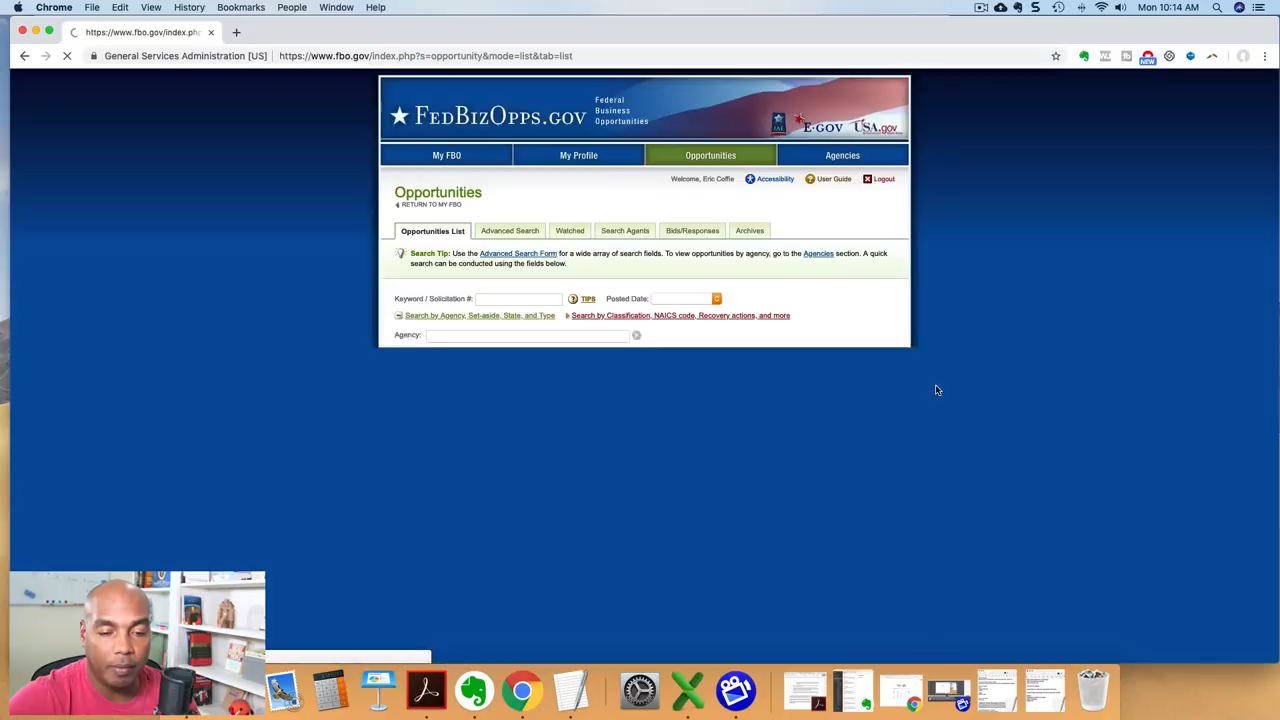 Chrome File Edit View History Bookmarks People Window Help Mon 10:14 AM
https://www.fbo.gov/index.ph
General Services Administration [US] https://www.fbo.gov/index.php?s=opportunity&mode=list&tab=list
NEW
FedBizOpps.gov
Federal
Business
Opportunities
E-GOV USA.gov
My FBO My Profile Opportunities Agencies
Welcome, Eric Coffie Accessibility User Guide Logout
Opportunities
RETURN TO MY FBO
Opportunities List Advanced Search Watched Search Agents Bids/Responses Archives
Search Tip: Use the Advanced Search Form for a wide array of search fields. To view opportunities by agency, go to the Agencies section. A quick
search can be conducted using the fields below.
Keyword / Solicitation #: TIPS Posted Date:
Search by Agency, Set-aside, State, and Type Search by Classification, NAICS code, Recovery actions, and more
Agency: